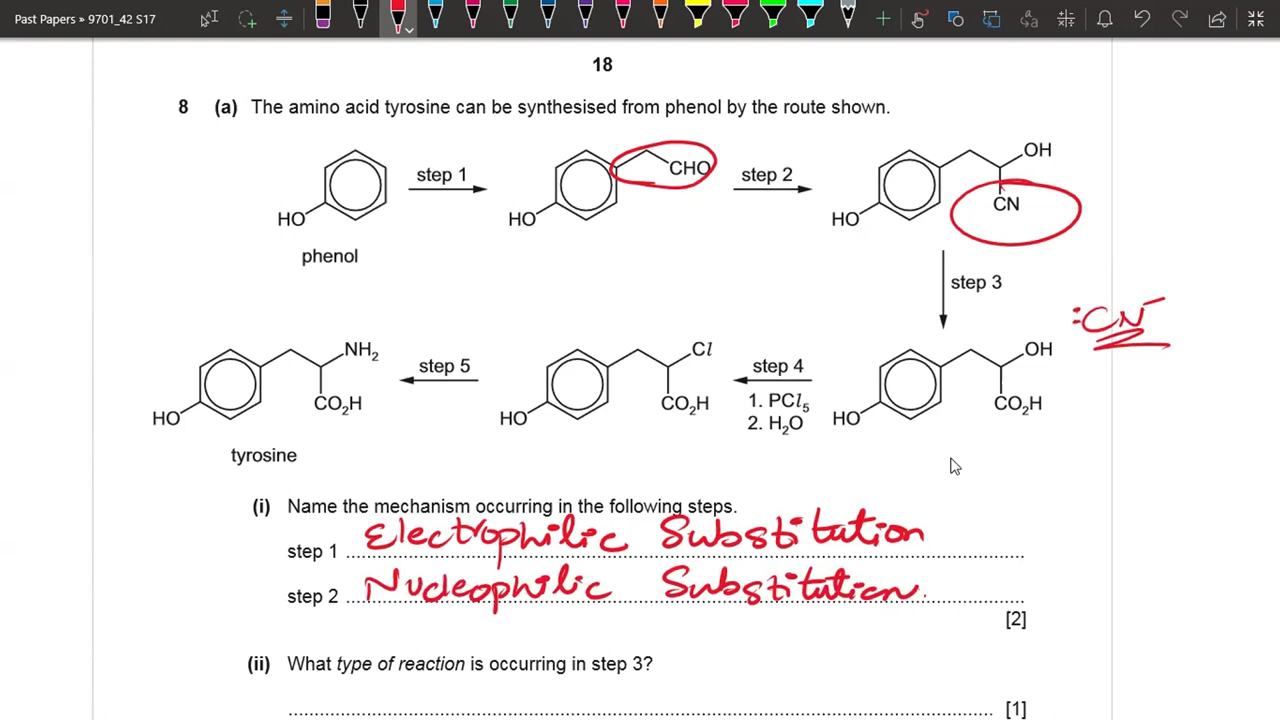 Past Papers » 9701_42 S17
18
8 (a) The amino acid tyrosine can be synthesised from phenol by the route shown.
HO
phenol
step 1
HO
CHO
step 2
HO
OH
CN
step 3
:CN⁻
HO
NH₂
CO₂H
tyrosine
step 5
HO
Cl
CO₂H
step 4
1. PCl₅
2. H₂O
HO
OH
CO₂H
(i) Name the mechanism occurring in the following steps.
step 1 Electrophilic Substitution
step 2 Nucleophilic Substitution.
[2]
(ii) What type of reaction is occurring in step 3?
[1]